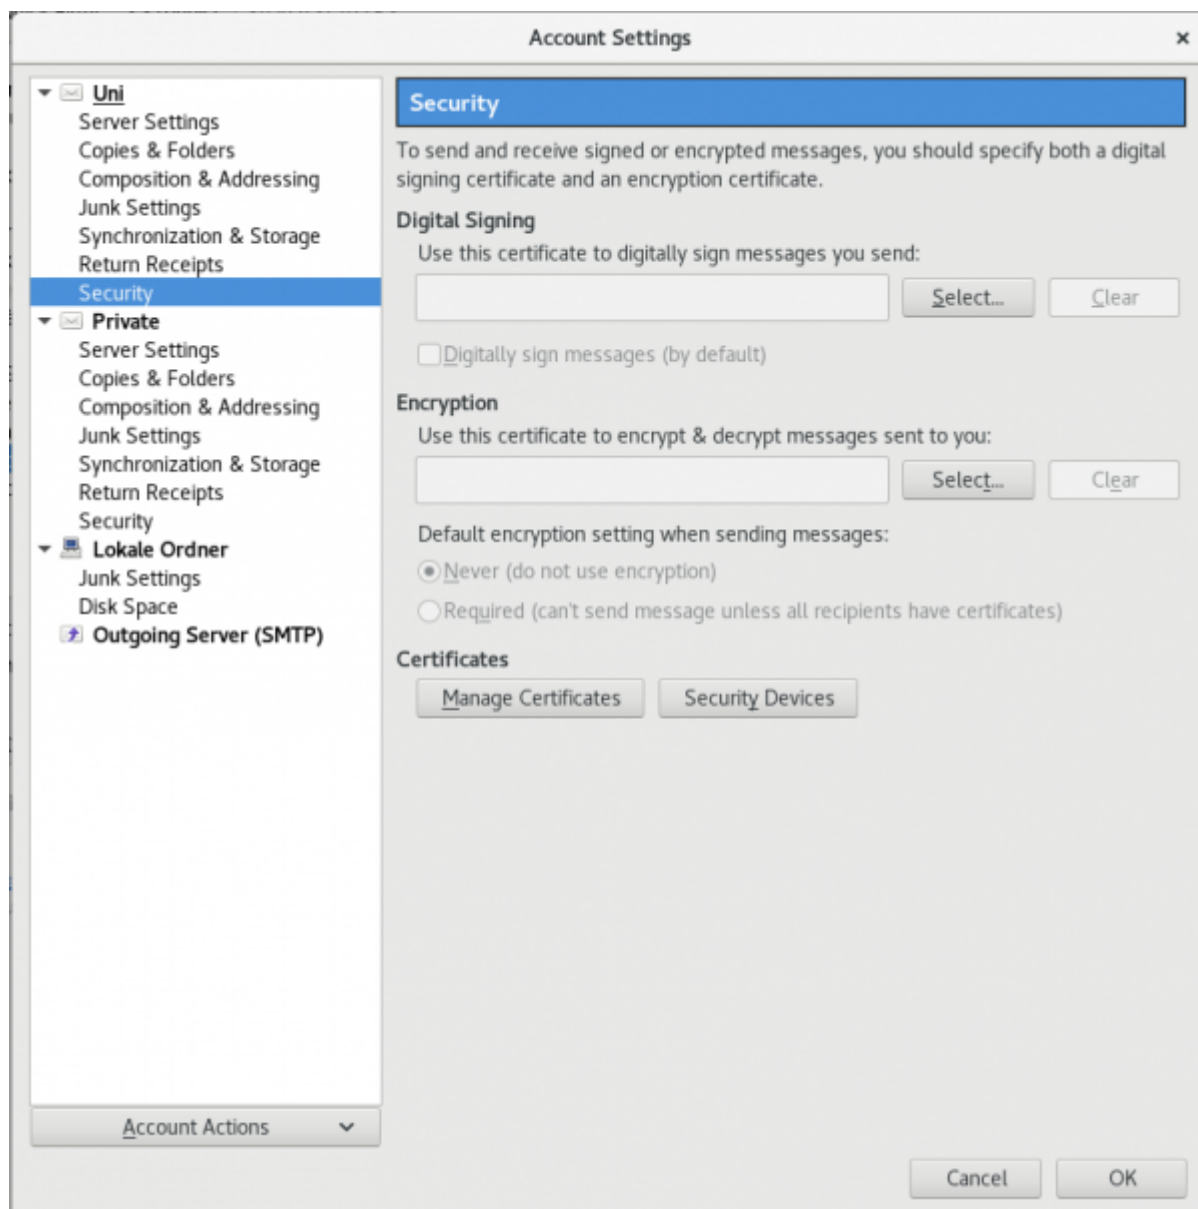 Account Settings
Uni
Server Settings
Copies & Folders
Composition & Addressing
Junk Settings
Synchronization & Storage
Return Receipts
Security
Private
Server Settings
Copies & Folders
Composition & Addressing
Junk Settings
Synchronization & Storage
Return Receipts
Security
Lokale Ordner
Junk Settings
Disk Space
Outgoing Server (SMTP)
Account Actions
Security
To send and receive signed or encrypted messages, you should specify both a digital
signing certificate and an encryption certificate.
Digital Signing
Use this certificate to digitally sign messages you send:
Select... Clear
Digitally sign messages (by default)
Encryption
Use this certificate to encrypt & decrypt messages sent to you:
Select... Clear
Default encryption setting when sending messages:
Never (do not use encryption)
Required (can't send message unless all recipients have certificates)
Certificates
Manage Certificates Security Devices
Cancel OK